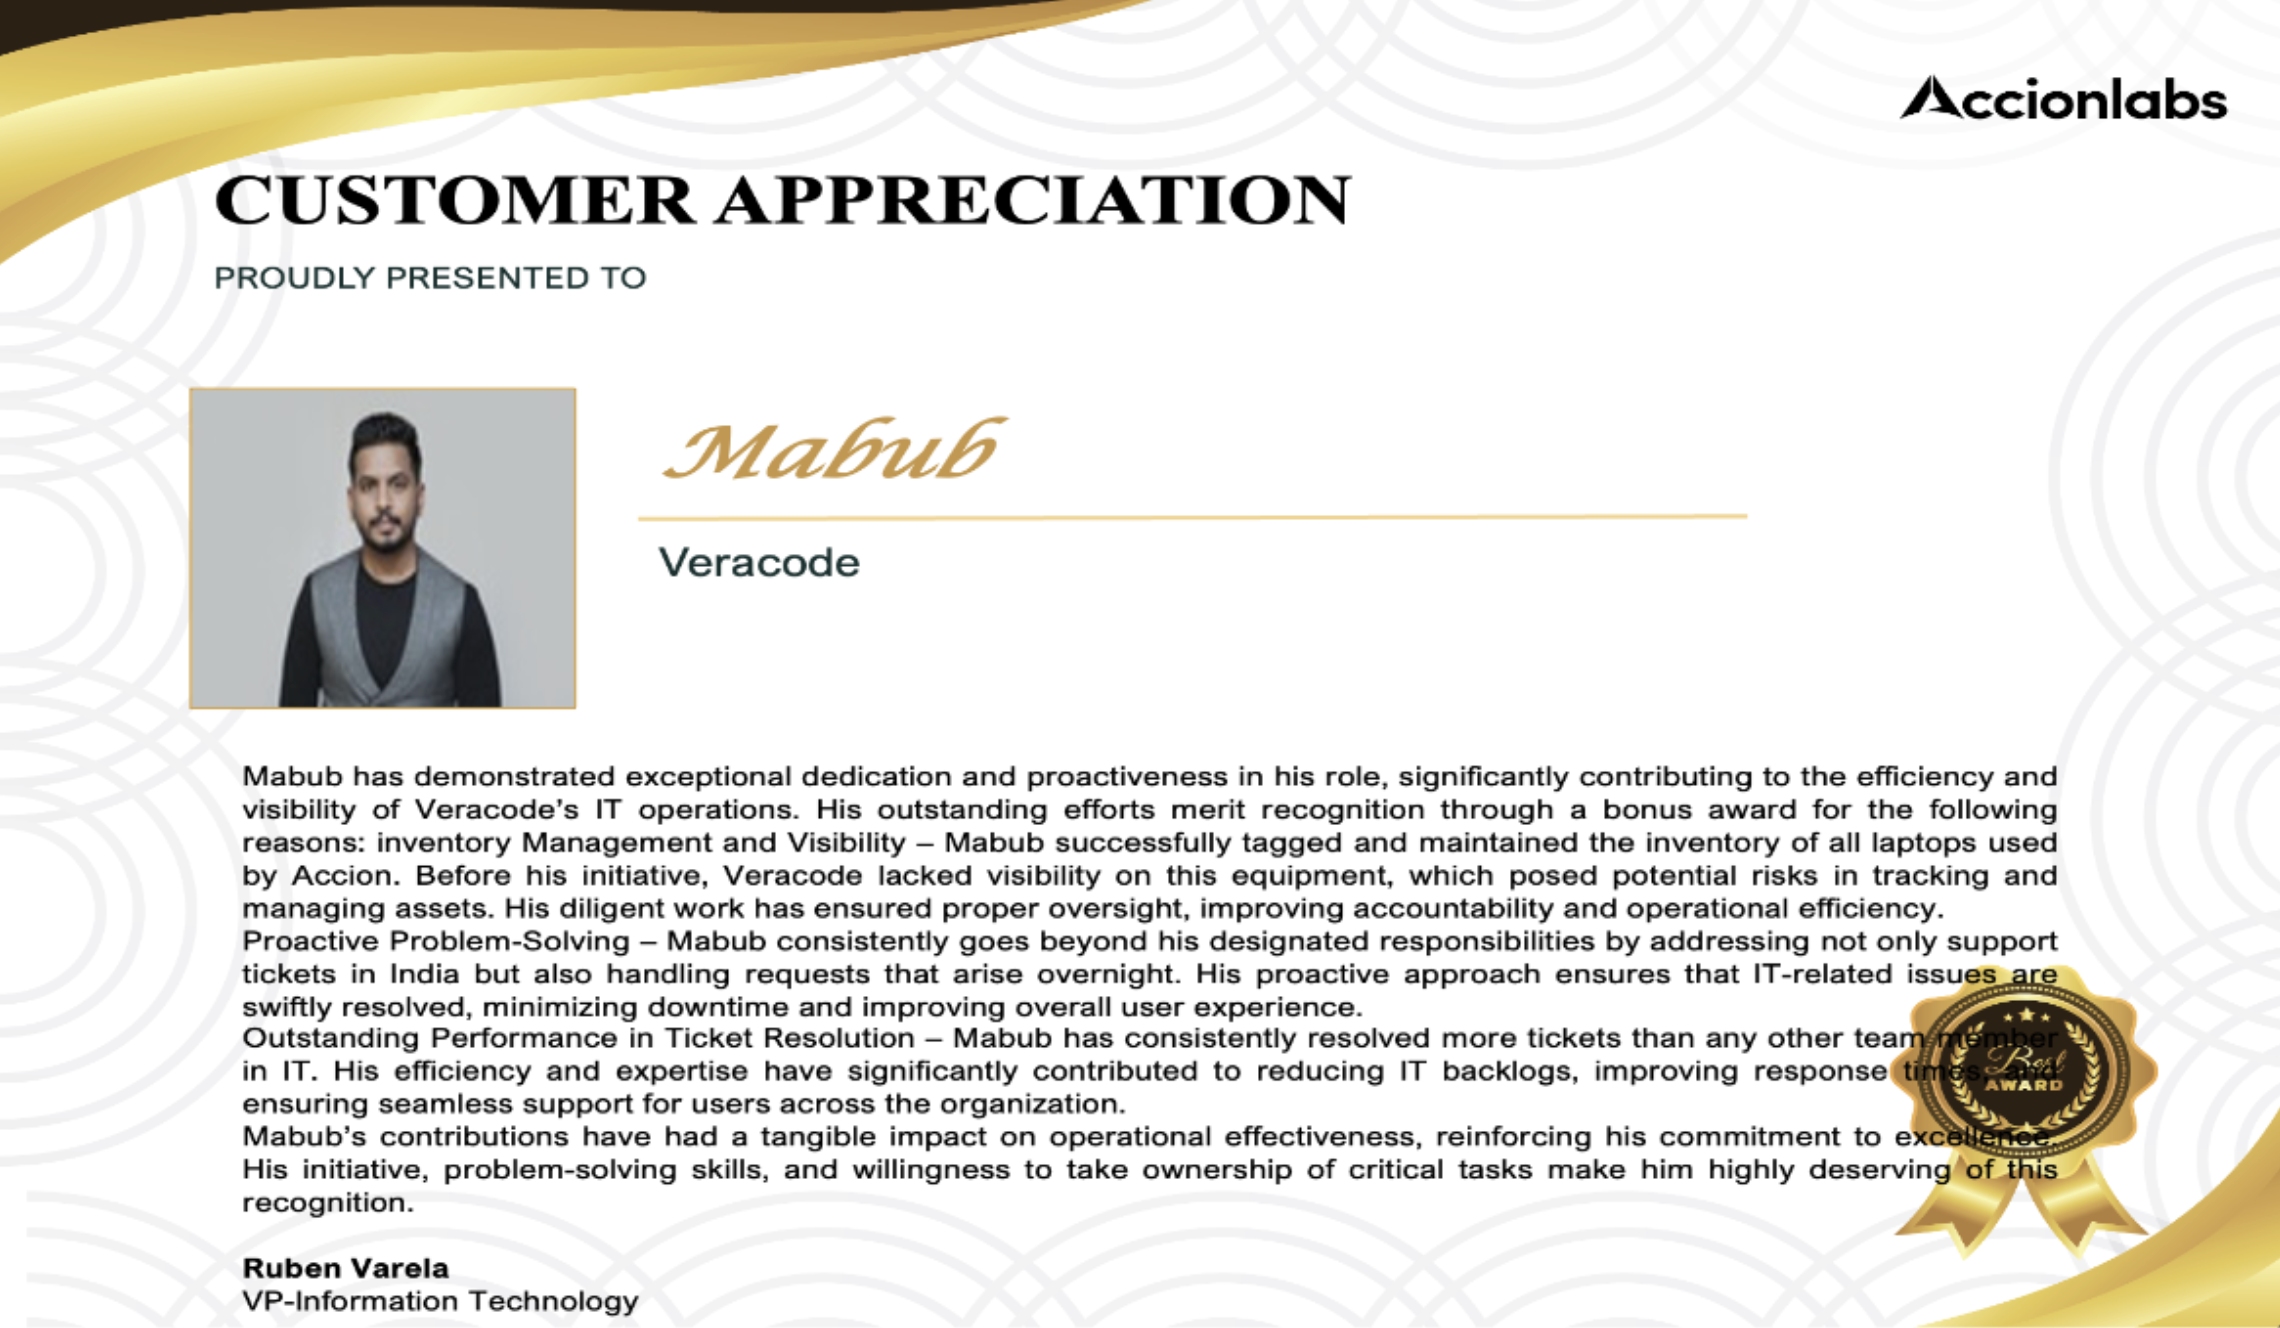 Accionlabs
CUSTOMER APPRECIATION
PROUDLY PRESENTED TO
Mabub
Veracode
Mabub has demonstrated exceptional dedication and proactiveness in his role, significantly contributing to the efficiency and
visibility of Veracode’s IT operations. His outstanding efforts merit recognition through a bonus award for the following
reasons: inventory Management and Visibility – Mabub successfully tagged and maintained the inventory of all laptops used
by Accion. Before his initiative, Veracode lacked visibility on this equipment, which posed potential risks in tracking and
managing assets. His diligent work has ensured proper oversight, improving accountability and operational efficiency.
Proactive Problem-Solving – Mabub consistently goes beyond his designated responsibilities by addressing not only support
tickets in India but also handling requests that arise overnight. His proactive approach ensures that IT-related issues are
swiftly resolved, minimizing downtime and improving overall user experience.
Outstanding Performance in Ticket Resolution – Mabub has consistently resolved more tickets than any other team member
in IT. His efficiency and expertise have significantly contributed to reducing IT backlogs, improving response times, and
ensuring seamless support for users across the organization.
Mabub’s contributions have had a tangible impact on operational effectiveness, reinforcing his commitment to excellence.
His initiative, problem-solving skills, and willingness to take ownership of critical tasks make him highly deserving of this
recognition.
Best
AWARD
Ruben Varela
VP-Information Technology